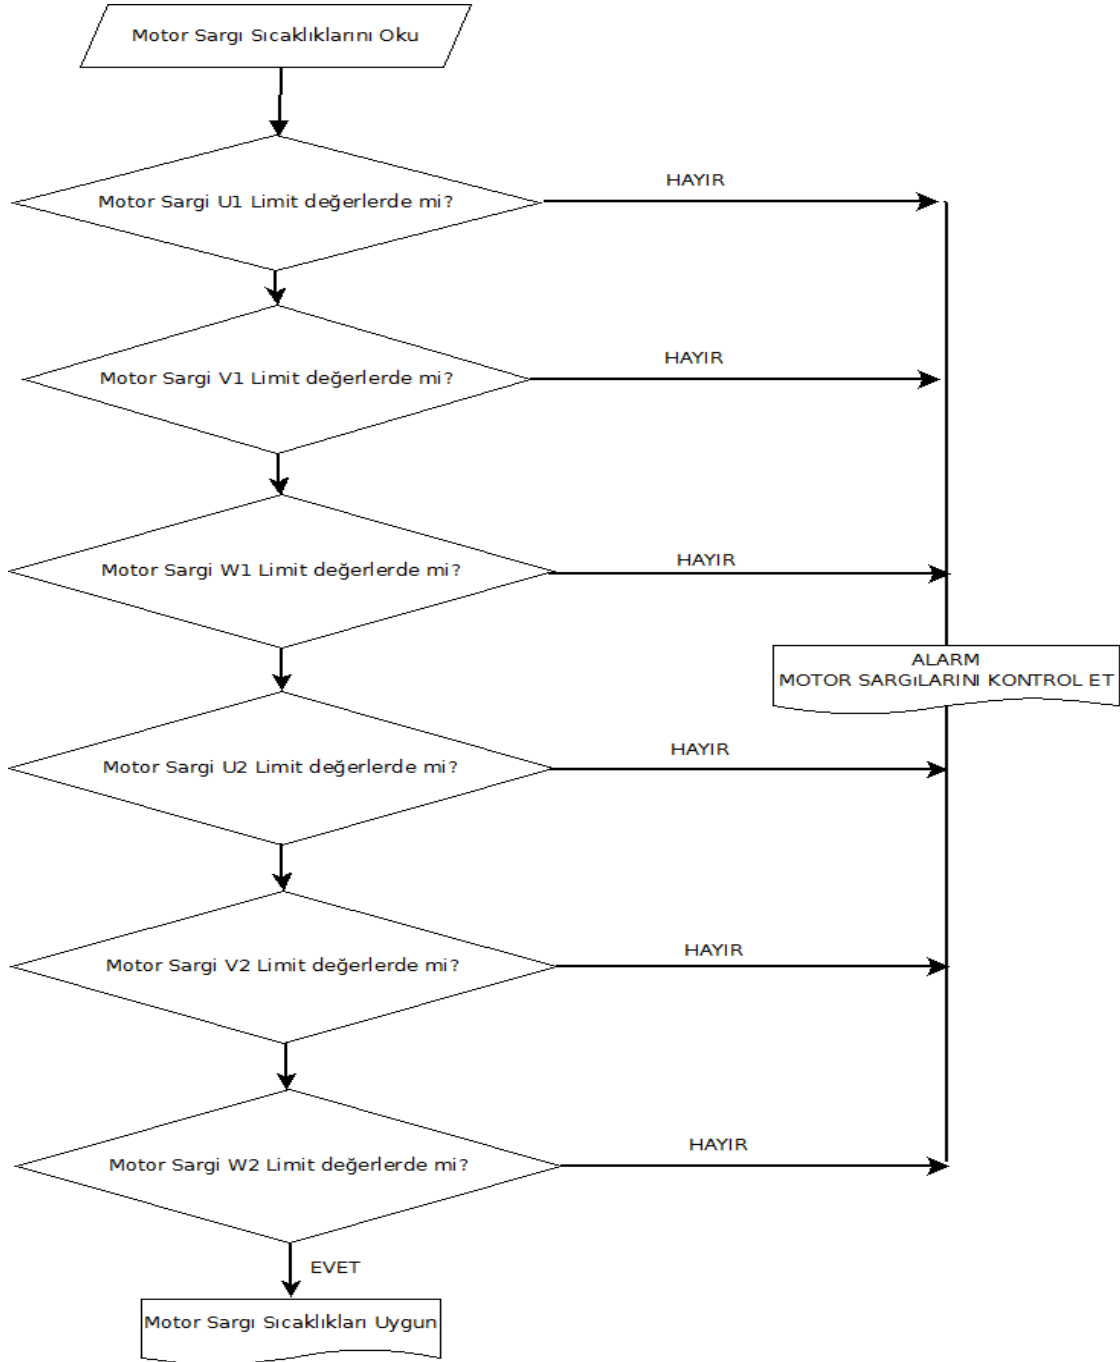 Motor Sargı Sıcaklıklarını Oku
Motor Sargi U1 Limit değerlerde mi?
HAYIR
Motor Sargi V1 Limit değerlerde mi?
HAYIR
Motor Sargi W1 Limit değerlerde mi?
HAYIR
ALARM
MOTOR SARGıLARINI KONTROL ET
Motor Sargi U2 Limit değerlerde mi?
HAYIR
Motor Sargi V2 Limit değerlerde mi?
HAYIR
Motor Sargi W2 Limit değerlerde mi?
HAYIR
EVET
Motor Sargı Sıcaklıkları Uygun